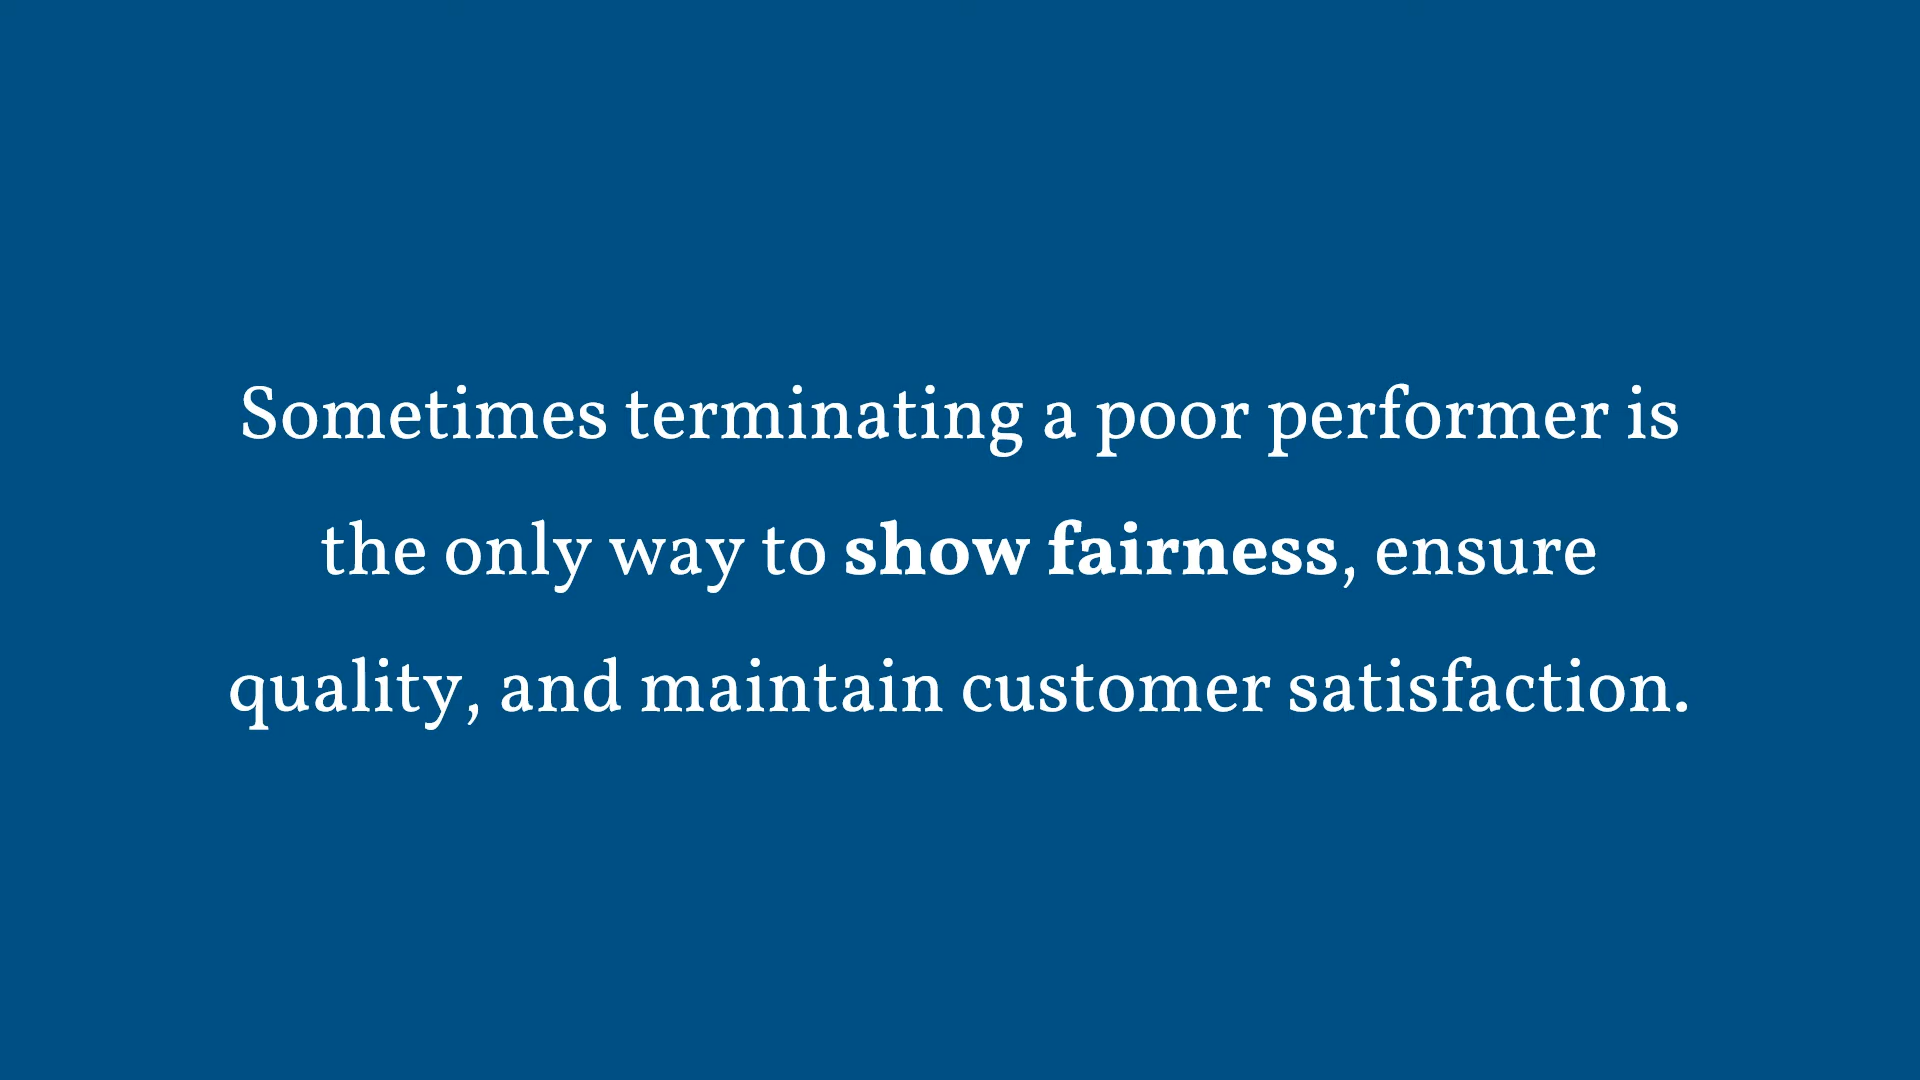 Sometimes terminating a poor performer is
the only way to show fairness, ensure
quality, and maintain customer satisfaction.